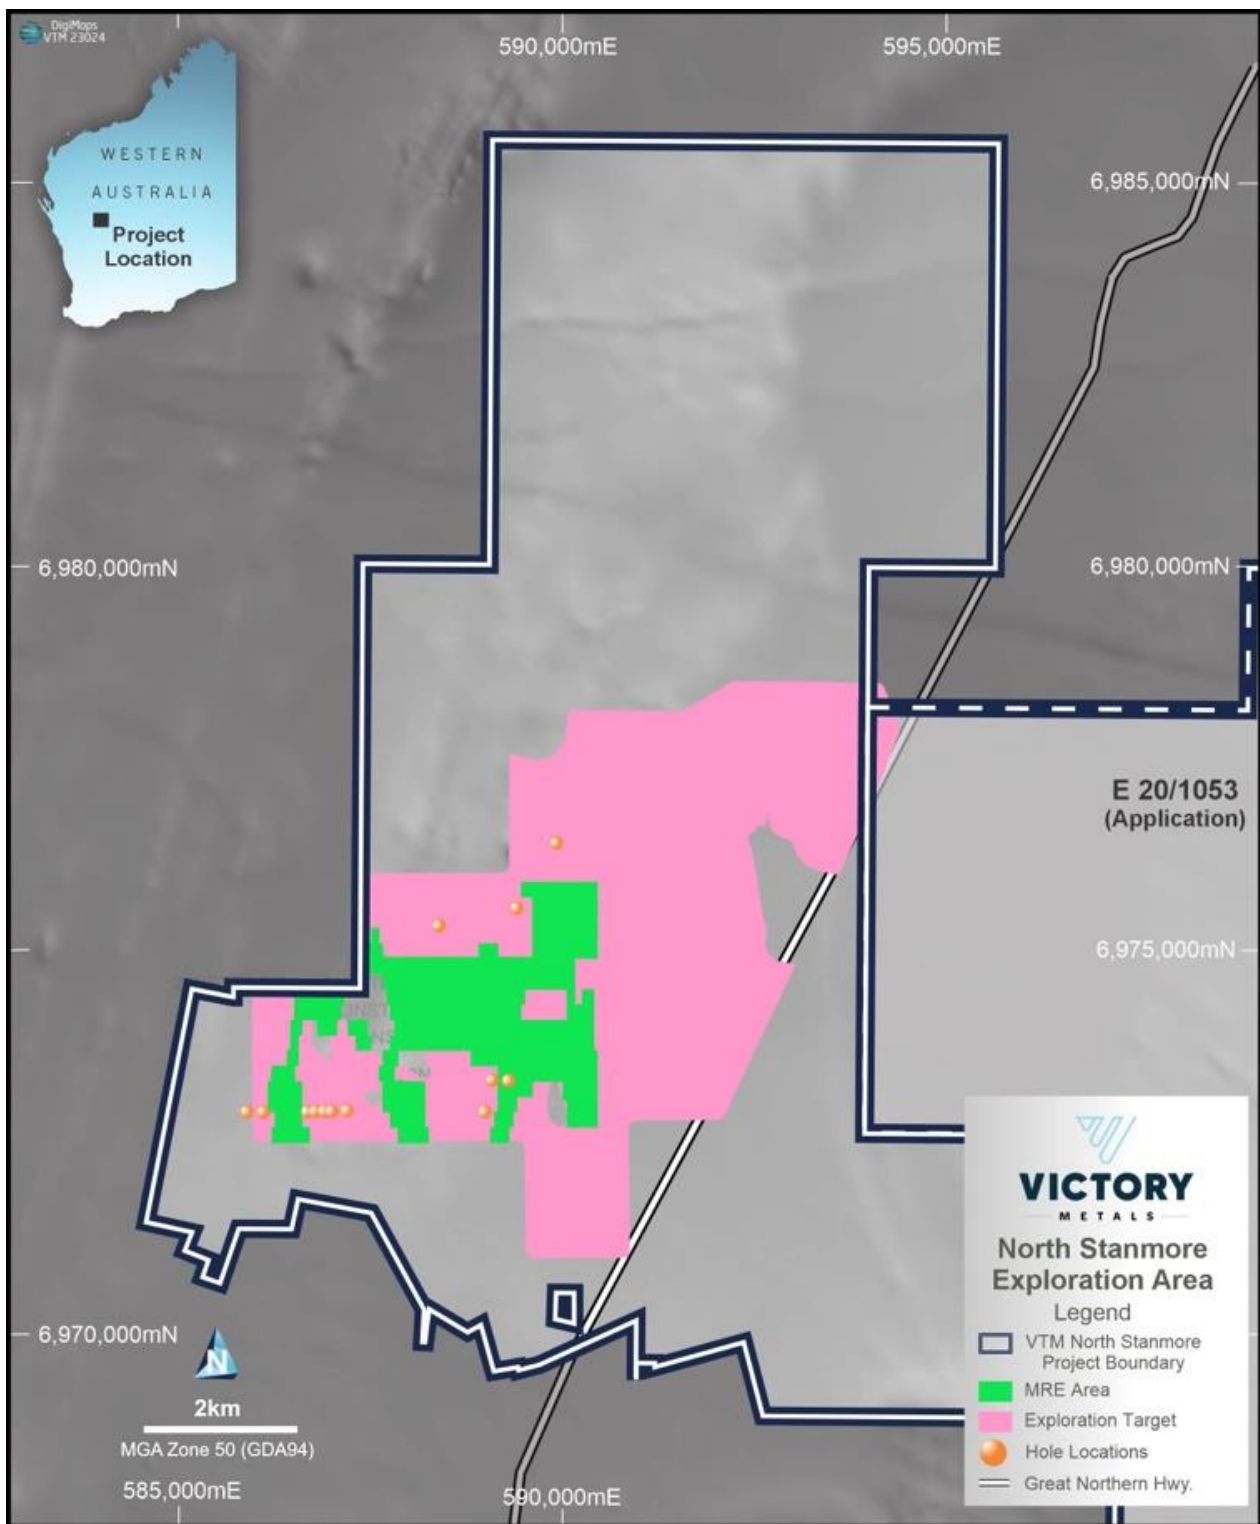 DigiMaps
VTM 23024
590,000mE
595,000mE
WESTERN
AUSTRALIA
Project
Location
6,985,000mN
6,980,000mN
6,980,000mN
E 20/1053
(Application)
6,975,000mN
6,970,000mN
N
2km
MGA Zone 50 (GDA94)
585,000mE
590,000mE
VICTORY
METALS
North Stanmore
Exploration Area
Legend
VTM North Stanmore
Project Boundary
MRE Area
Exploration Target
Hole Locations
Great Northern Hwy.